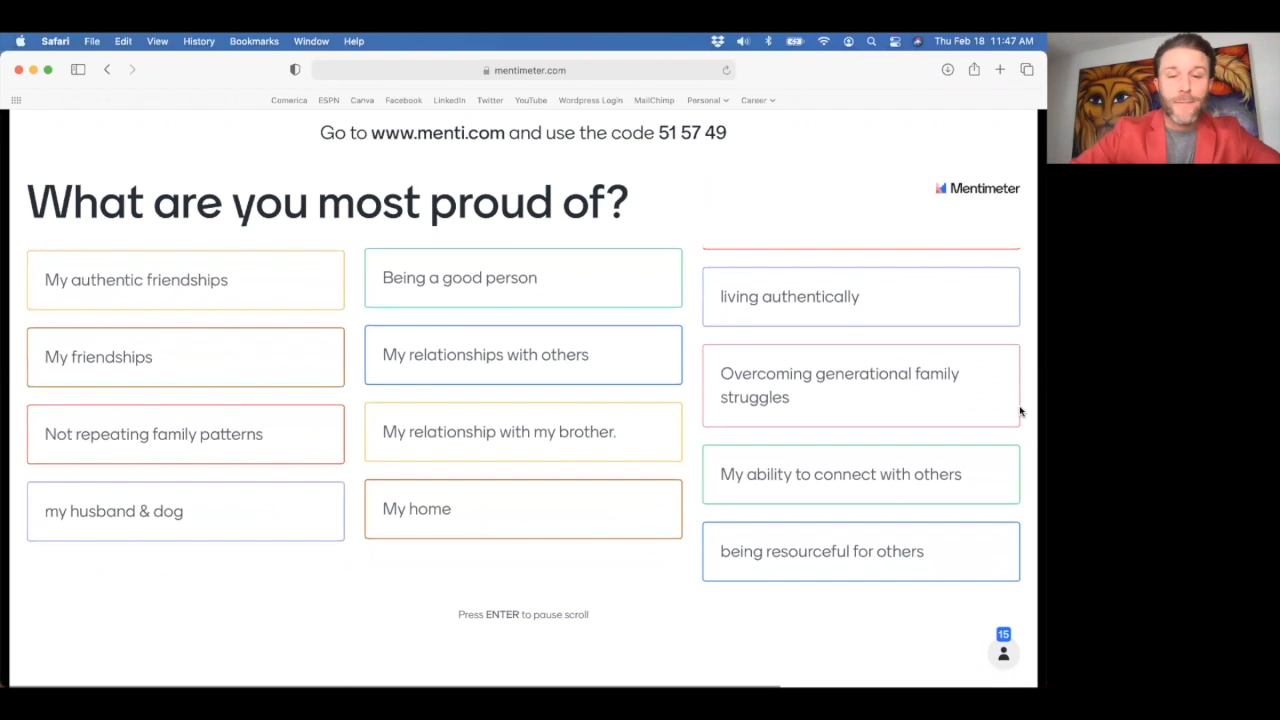 Safari File Edit View History Bookmarks Window Help Thu Feb 18 11:47 AM
mentimeter.com
Comerica ESPN Canva Facebook LinkedIn Twitter YouTube Wordpress Login MailChimp Personal Career
Go to www.menti.com and use the code 51 57 49
What are you most proud of?
Mentimeter
My authentic friendships
My friendships
Not repeating family patterns
my husband & dog
Being a good person
My relationships with others
My relationship with my brother.
My home
living authentically
Overcoming generational family
struggles
My ability to connect with others
being resourceful for others
Press ENTER to pause scroll
15